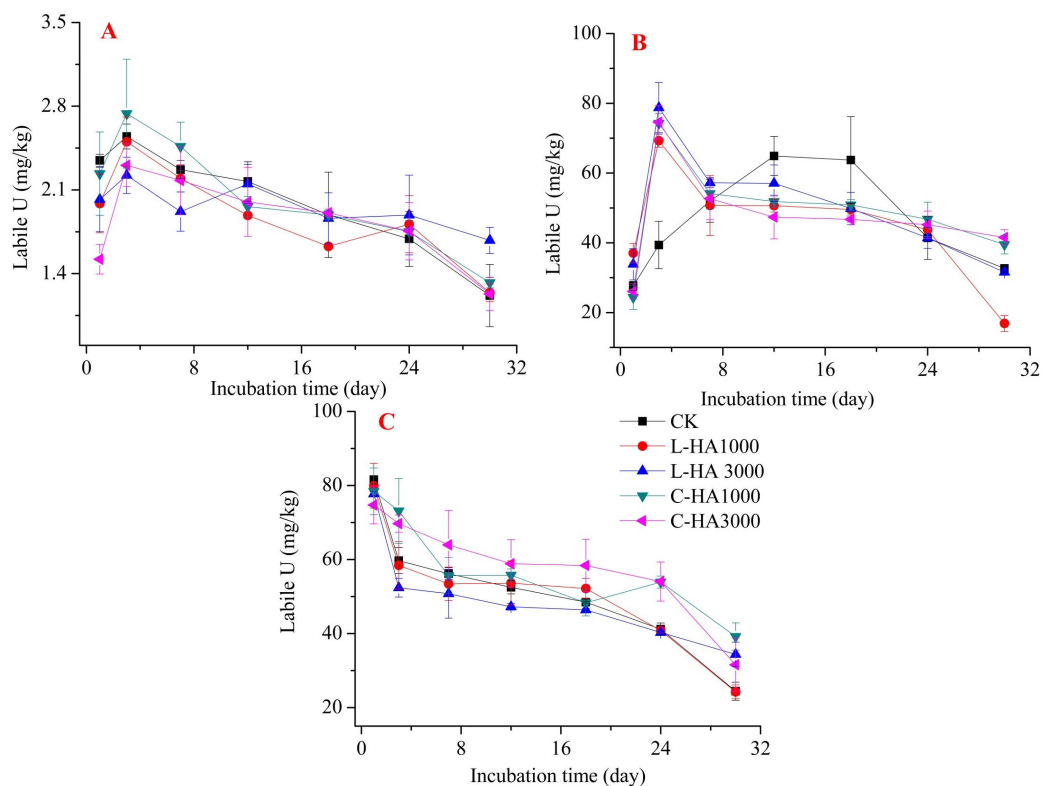 A
3.5
2.8
2.1
1.4
Labile U (mg/kg)
0 8 16 24 32
Incubation time (day)
B
100
80
60
40
20
Labile U (mg/kg)
0 8 16 24 32
Incubation time (day)
C
100
80
60
40
20
Labile U (mg/kg)
0 8 16 24 32
Incubation time (day)
CK
L-HA1000
L-HA 3000
C-HA1000
C-HA3000